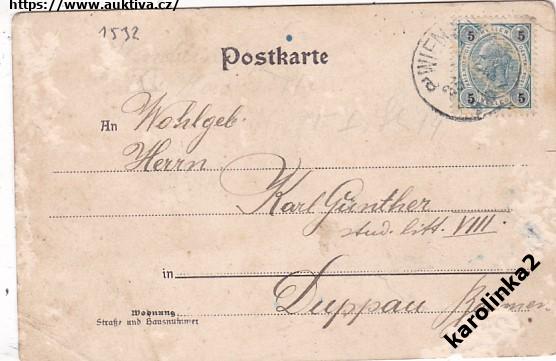 https://www.auktiva.cz/
1532
Postkarte
WIEN
5 5
5 5
An Wohlgeb.
Herrn
Karl Günther
stud. litt. VIII.
in
Duppau
Wohnung
Straße und Hausnummer
karolinka2